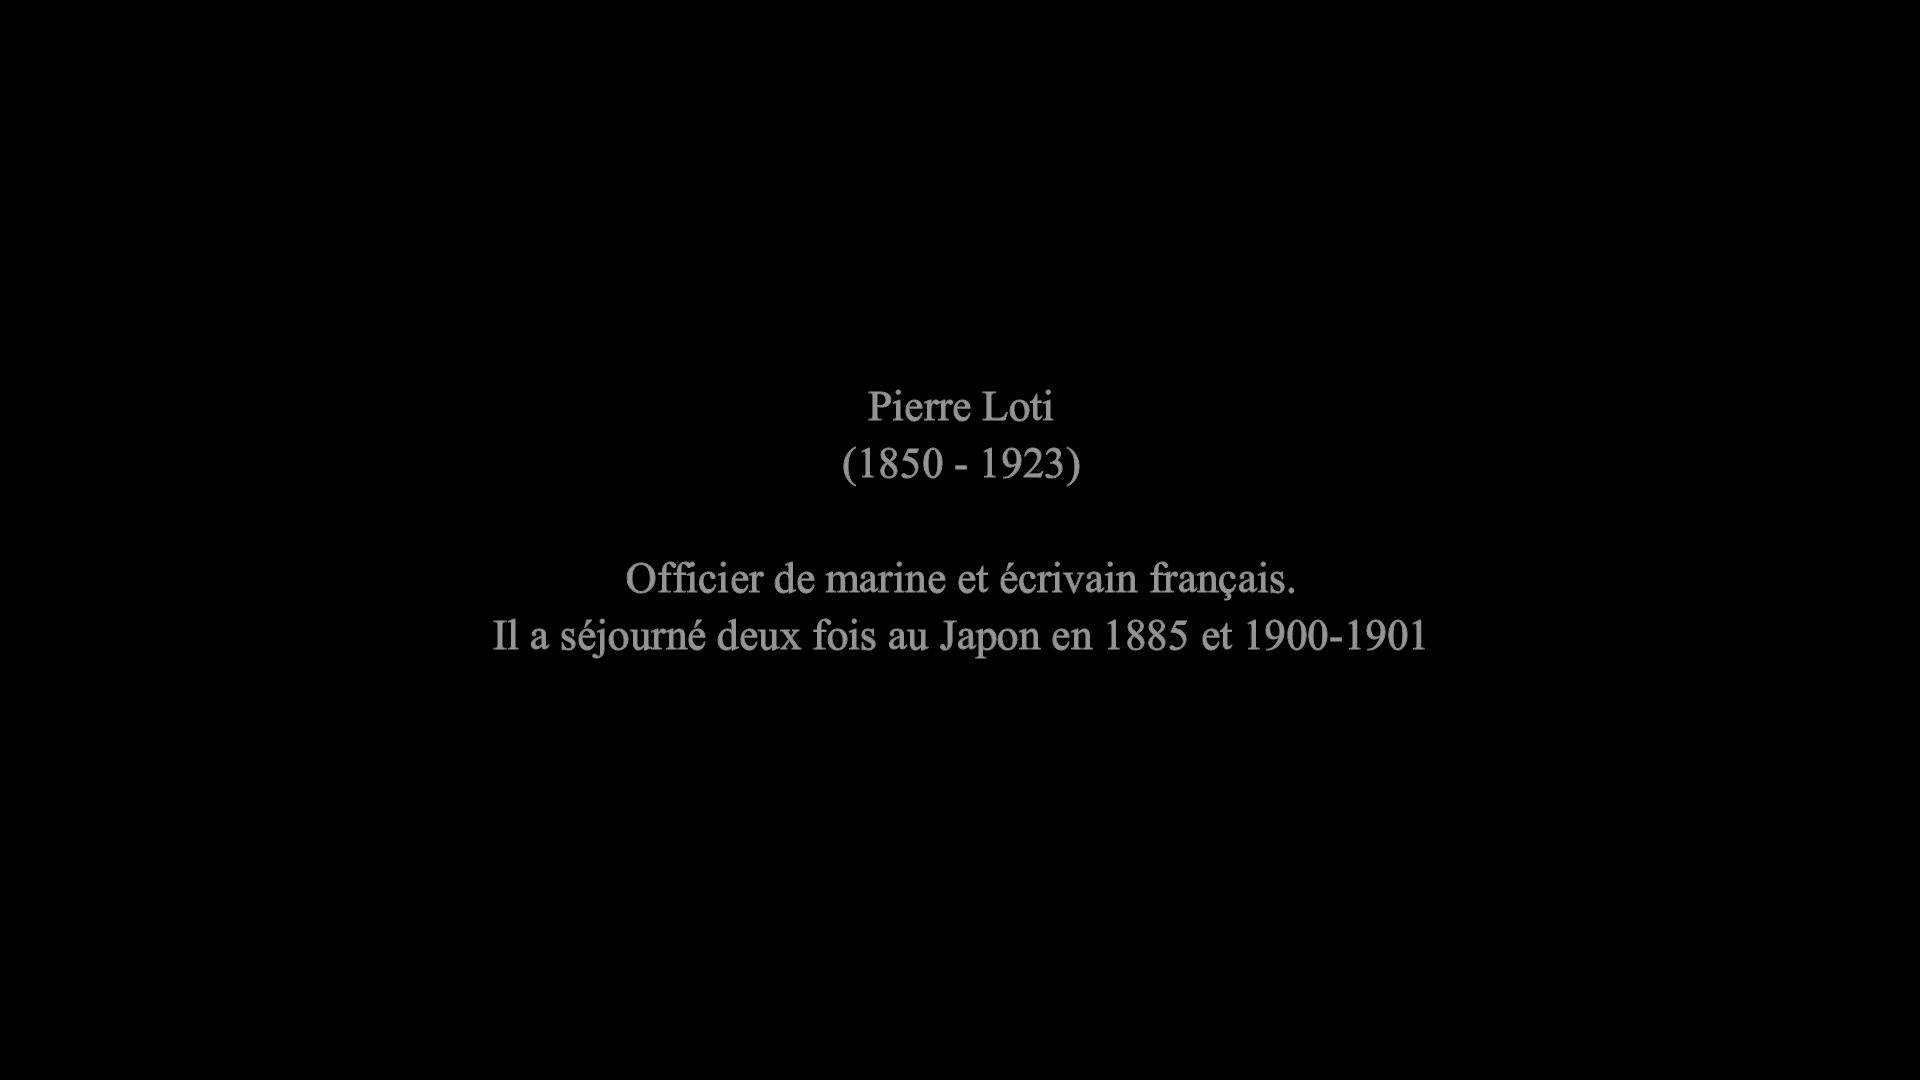 Pierre Loti
(1850 - 1923)
Officier de marine et écrivain français.
Il a séjourné deux fois au Japon en 1885 et 1900-1901